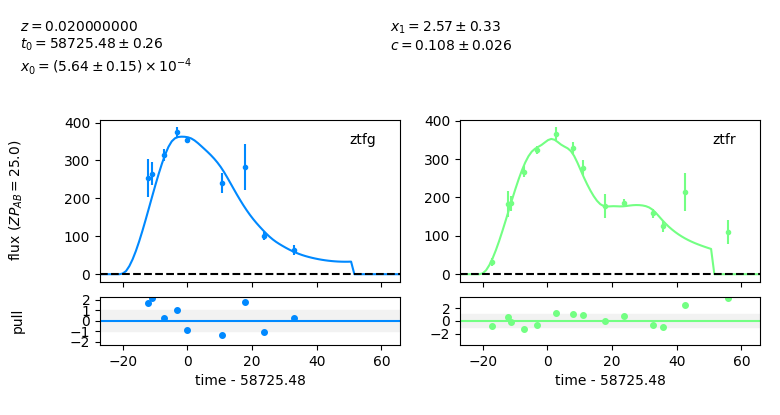 z = 0.020000000
t₀ = 58725.48 ± 0.26
x₀ = (5.64 ± 0.15) × 10⁻⁴
x₁ = 2.57 ± 0.33
c = 0.108 ± 0.026
flux (ZP_AB = 25.0)
400
300
200
100
0
ztfg
400
300
200
100
0
ztfr
pull
2
1
0
−1
−2
−20 0 20 40 60
time - 58725.48
2
0
−2
−20 0 20 40 60
time - 58725.48